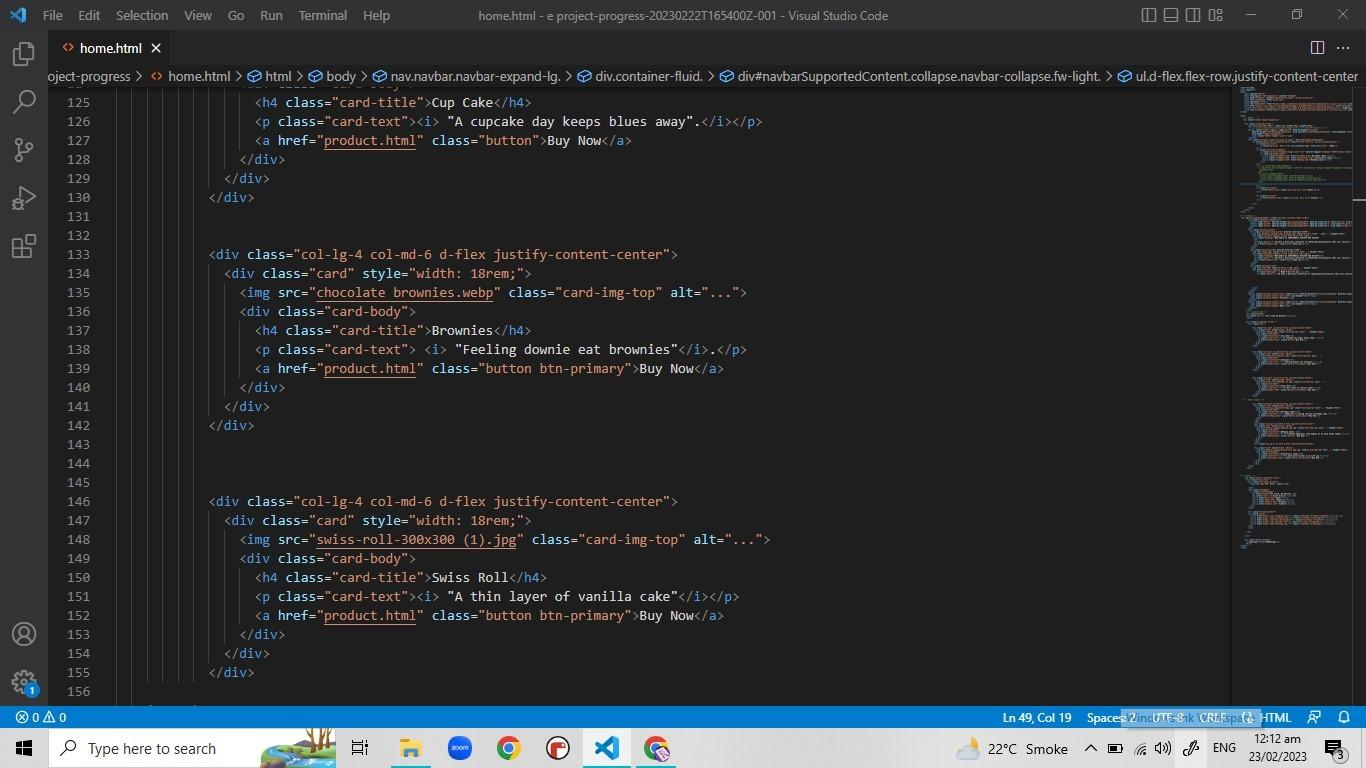 File Edit Selection View Go Run Terminal Help home.html - e project-progress-20230222T165400Z-001 - Visual Studio Code
home.html
oject-progress > home.html > html > body > nav.navbar.navbar-expand-lg. > div.container-fluid. > div#navbarSupportedContent.collapse.navbar-collapse.fw-light. > ul.d-flex.flex-row.justify-content-center
125 <h4 class="card-title">Cup Cake</h4>
126 <p class="card-text"><i> "A cupcake day keeps blues away".</i></p>
127 <a href="product.html" class="button">Buy Now</a>
128 </div>
129 </div>
130 </div>
131
132
133 <div class="col-lg-4 col-md-6 d-flex justify-content-center">
134 <div class="card" style="width: 18rem;">
135 <img src="chocolate brownies.webp" class="card-img-top" alt="...">
136 <div class="card-body">
137 <h4 class="card-title">Brownies</h4>
138 <p class="card-text"> <i> "Feeling downie eat brownies"</i>.</p>
139 <a href="product.html" class="button btn-primary">Buy Now</a>
140 </div>
141 </div>
142 </div>
143
144
145
146 <div class="col-lg-4 col-md-6 d-flex justify-content-center">
147 <div class="card" style="width: 18rem;">
148 <img src="swiss-roll-300x300 (1).jpg" class="card-img-top" alt="...">
149 <div class="card-body">
150 <h4 class="card-title">Swiss Roll</h4>
151 <p class="card-text"><i> "A thin layer of vanilla cake"</i></p>
152 <a href="product.html" class="button btn-primary">Buy Now</a>
153 </div>
154 </div>
155 </div>
156
1
0 0 Ln 49, Col 19 Spaces: 2 UTF-8 CRLF HTML
Windows Ink Workspace
Type here to search zoom 22°C Smoke ENG 12:12 am
23/02/2023 3